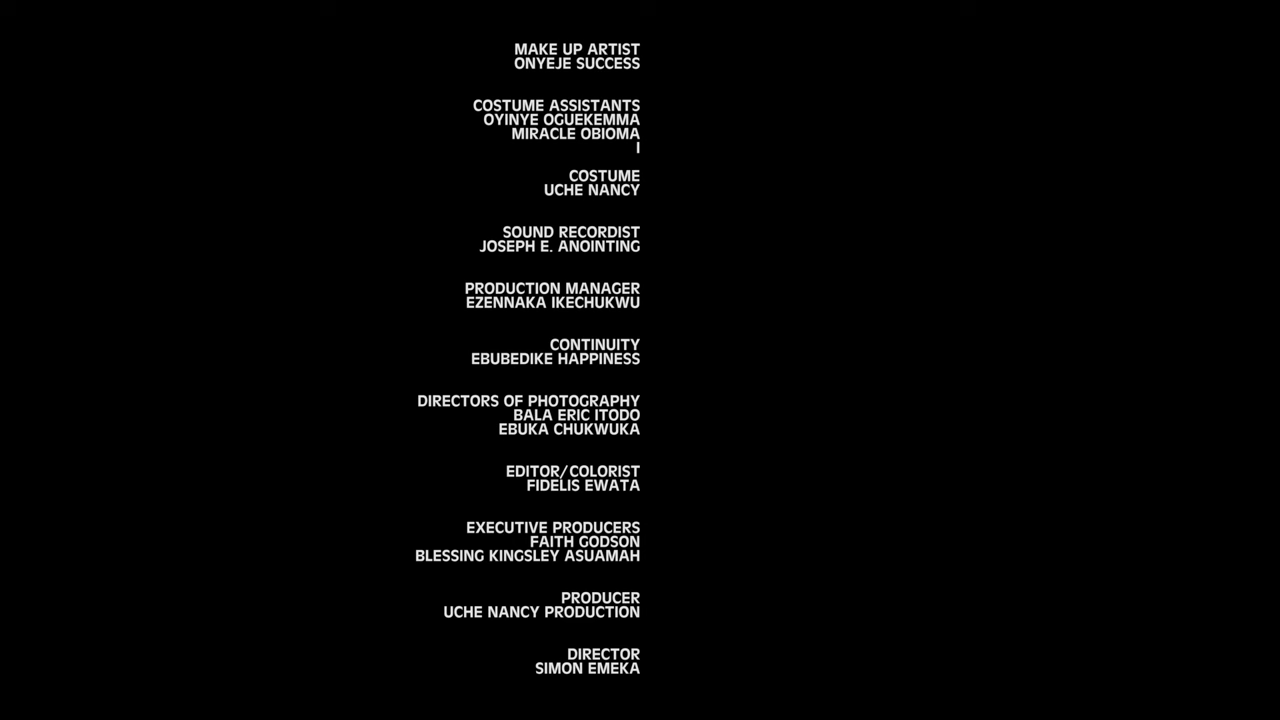 MAKE UP ARTIST
ONYEJE SUCCESS
COSTUME ASSISTANTS
OYINYE OGUEKEMMA
MIRACLE OBIOMA
I
COSTUME
UCHE NANCY
SOUND RECORDIST
JOSEPH E. ANOINTING
PRODUCTION MANAGER
EZENNAKA IKECHUKWU
CONTINUITY
EBUBEDIKE HAPPINESS
DIRECTORS OF PHOTOGRAPHY
BALA ERIC ITODO
EBUKA CHUKWUKA
EDITOR/COLORIST
FIDELIS EWATA
EXECUTIVE PRODUCERS
FAITH GODSON
BLESSING KINGSLEY ASUAMAH
PRODUCER
UCHE NANCY PRODUCTION
DIRECTOR
SIMON EMEKA